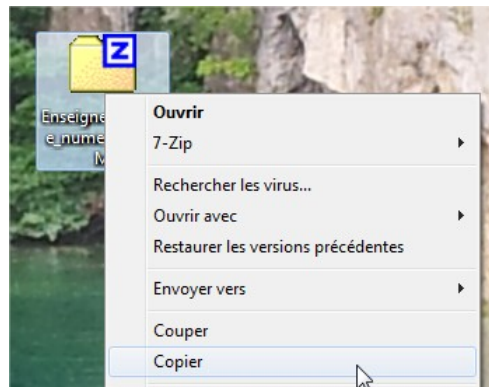 Z
Enseigne
e_nume
M
Ouvrir
7-Zip
Rechercher les virus...
Ouvrir avec
Restaurer les versions précédentes
Envoyer vers
Couper
Copier